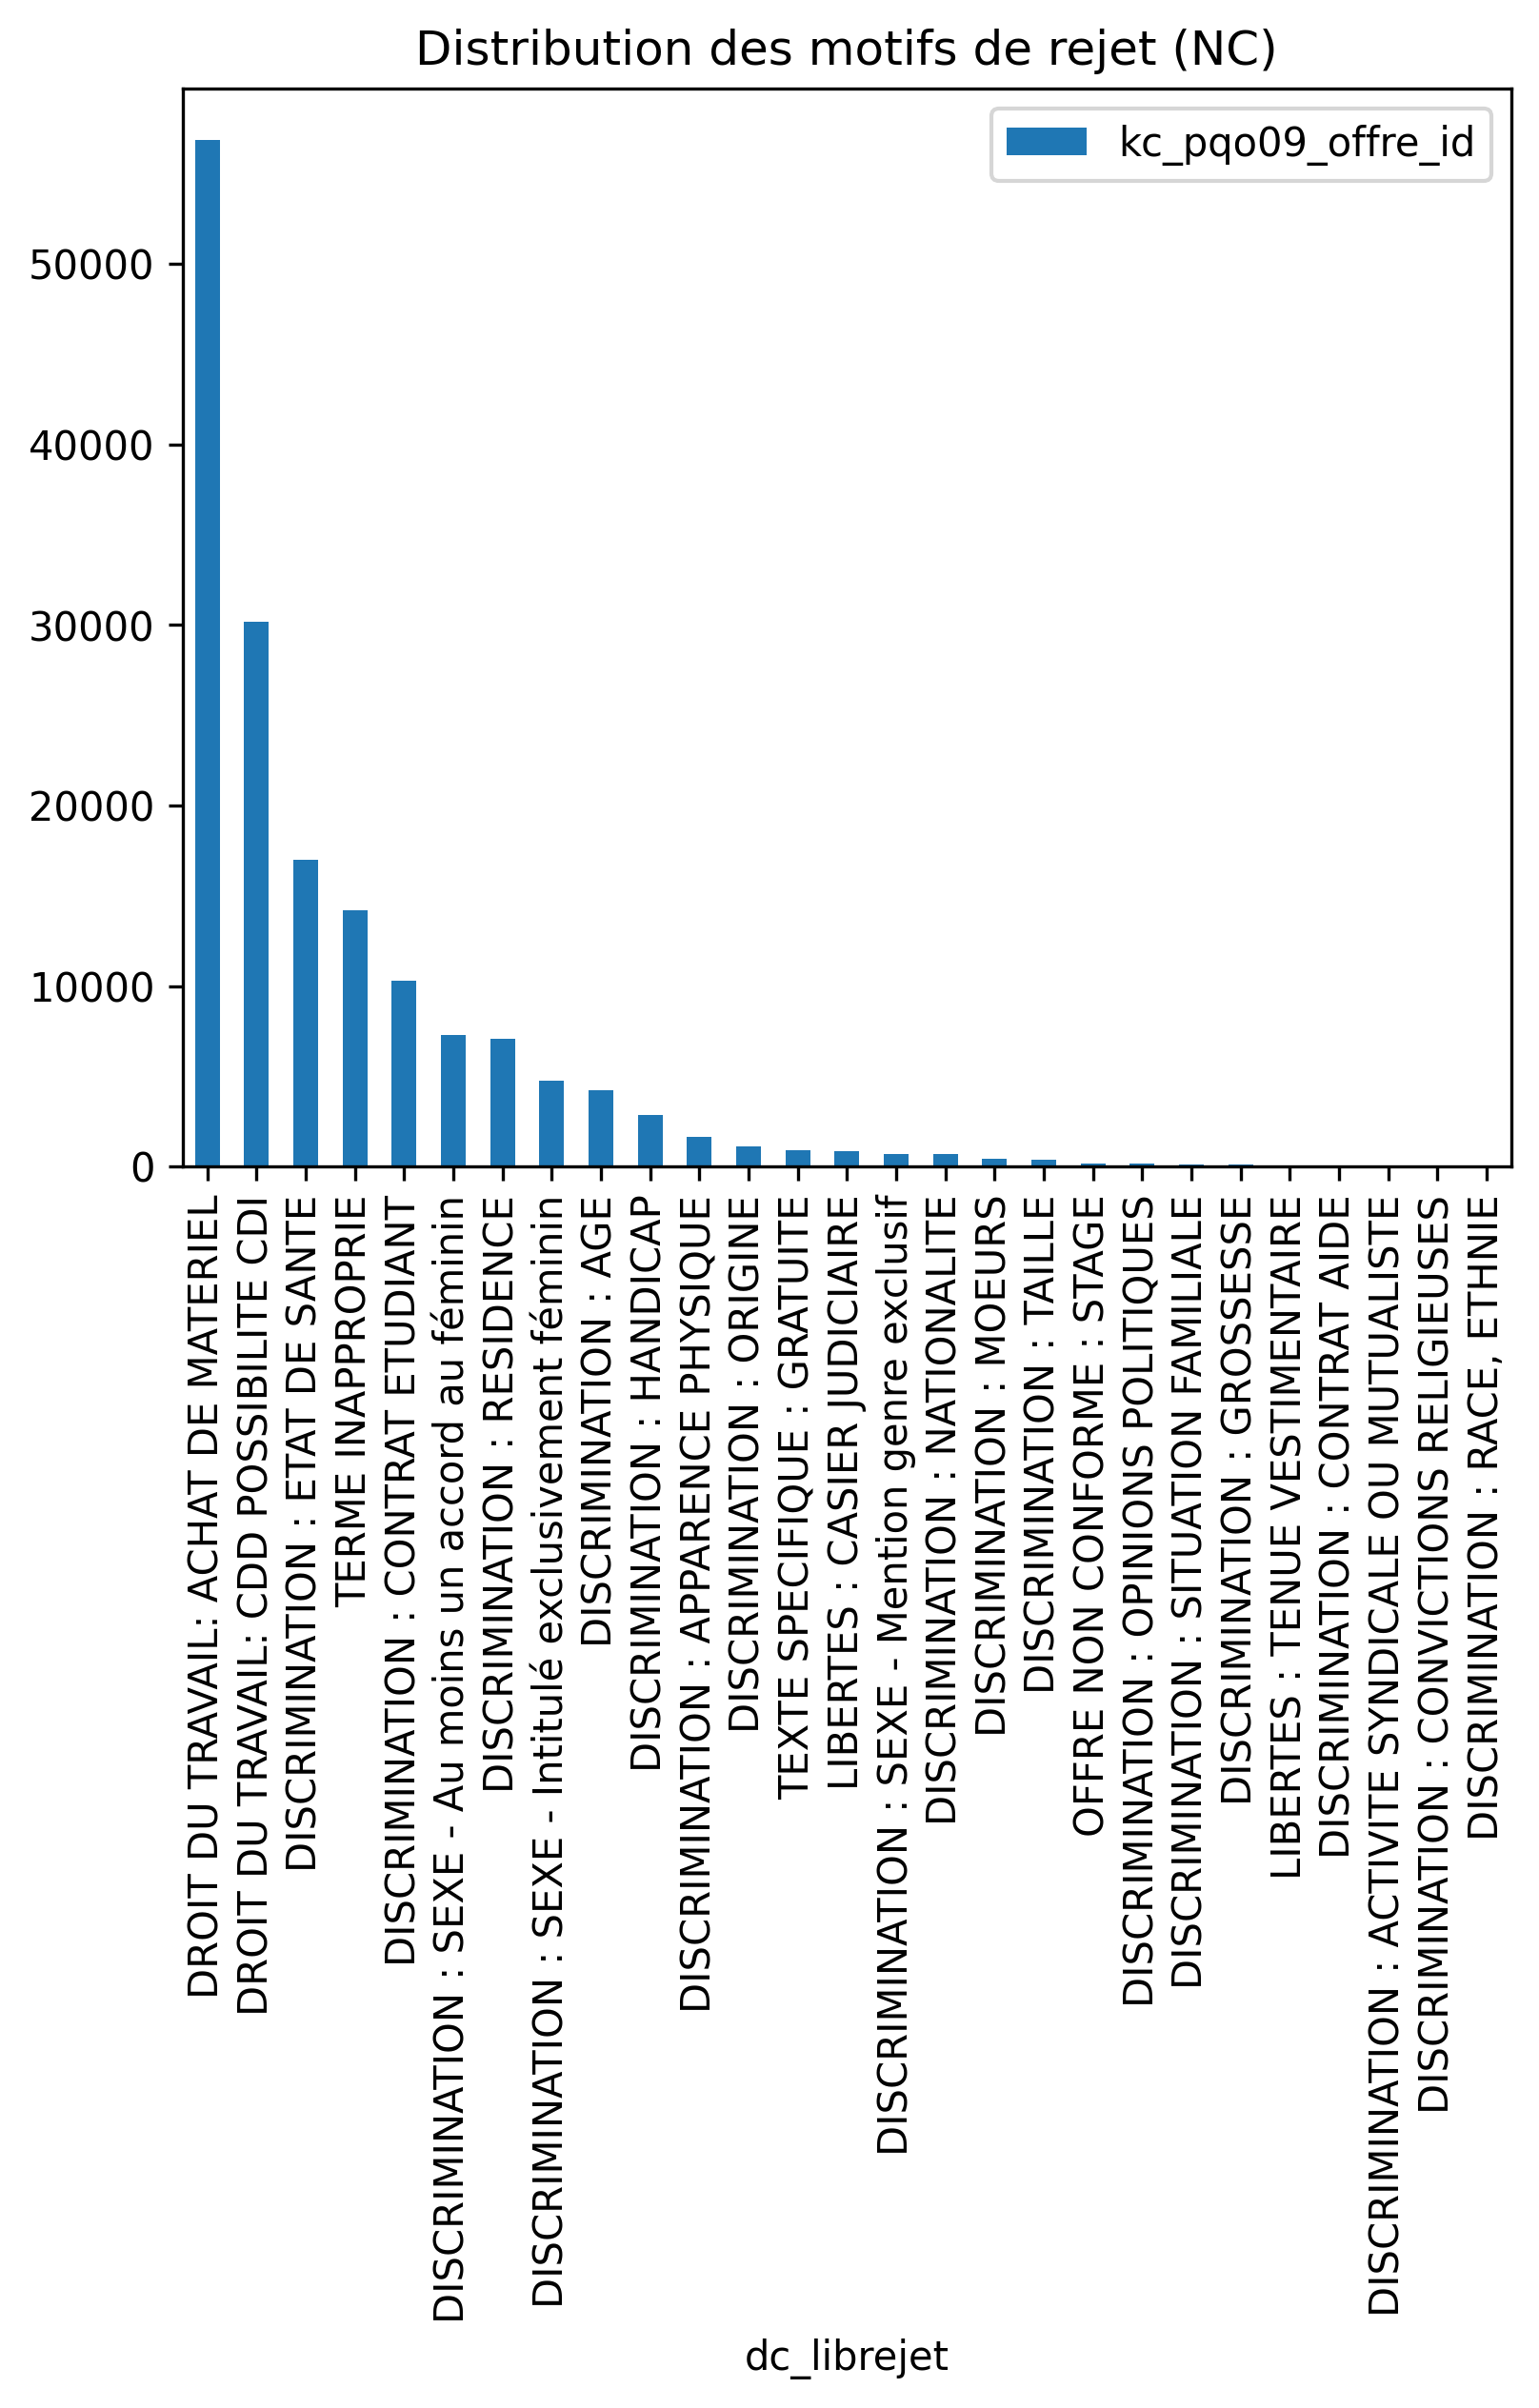 Distribution des motifs de rejet (NC)
kc_pqo09_offre_id
50000
40000
30000
20000
10000
0
DROIT DU TRAVAIL: ACHAT DE MATERIEL
DROIT DU TRAVAIL: CDD POSSIBILITE CDI
DISCRIMINATION : ETAT DE SANTE
TERME INAPPROPRIE
DISCRIMINATION : CONTRAT ETUDIANT
DISCRIMINATION : SEXE - Au moins un accord au féminin
DISCRIMINATION : RESIDENCE
DISCRIMINATION : SEXE - Intitulé exclusivement féminin
DISCRIMINATION : AGE
DISCRIMINATION : HANDICAP
DISCRIMINATION : APPARENCE PHYSIQUE
DISCRIMINATION : ORIGINE
TEXTE SPECIFIQUE : GRATUITE
LIBERTES : CASIER JUDICIAIRE
DISCRIMINATION : SEXE - Mention genre exclusif
DISCRIMINATION : NATIONALITE
DISCRIMINATION : MOEURS
DISCRIMINATION : TAILLE
OFFRE NON CONFORME : STAGE
DISCRIMINATION : OPINIONS POLITIQUES
DISCRIMINATION : SITUATION FAMILIALE
DISCRIMINATION : GROSSESSE
LIBERTES : TENUE VESTIMENTAIRE
DISCRIMINATION : CONTRAT AIDE
DISCRIMINATION : ACTIVITE SYNDICALE OU MUTUALISTE
DISCRIMINATION : CONVICTIONS RELIGIEUSES
DISCRIMINATION : RACE, ETHNIE
dc_librejet